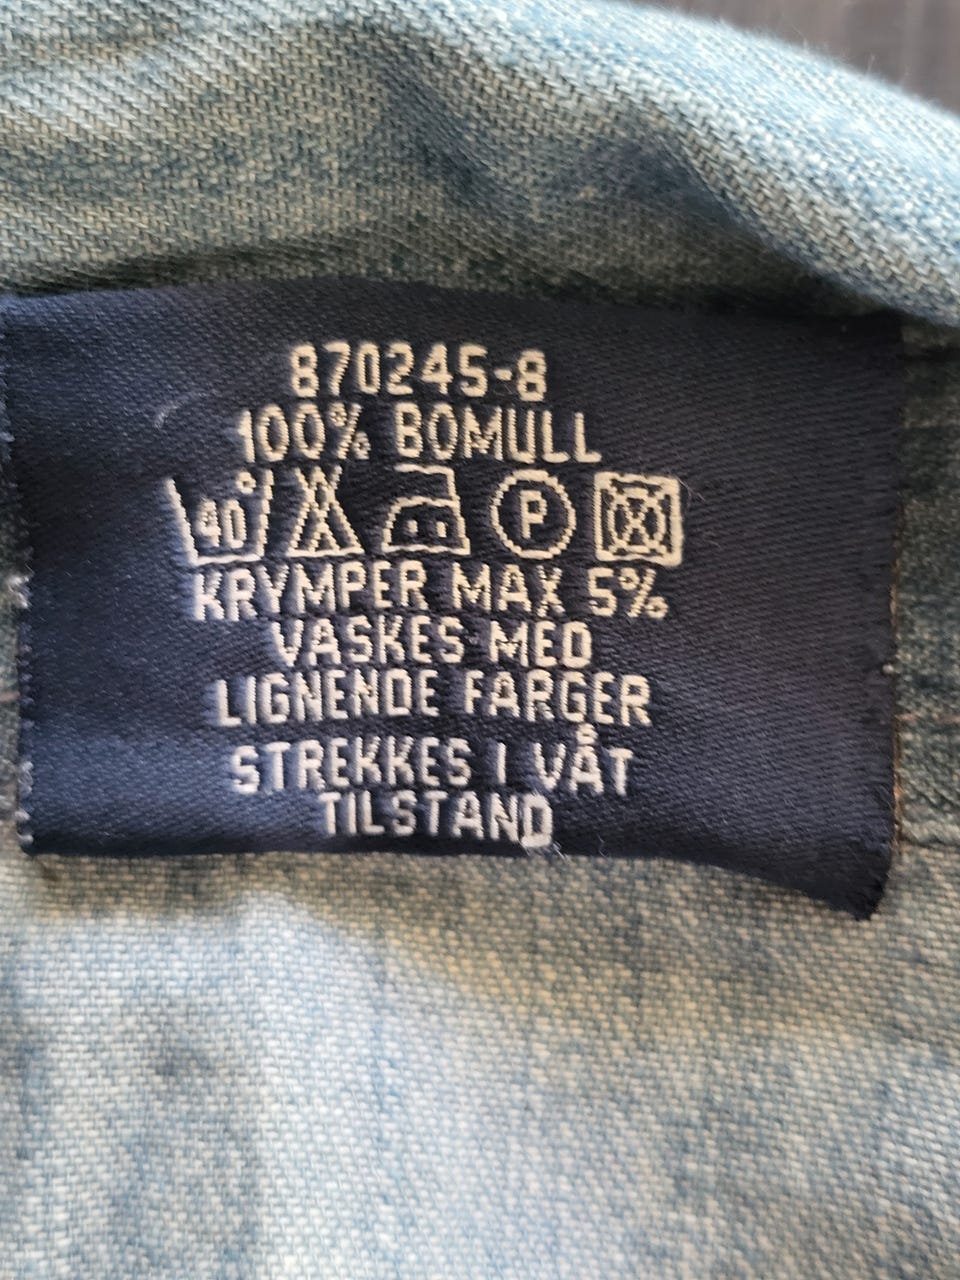 870245-8
100% BOMULL
40° P
KRYMPER MAX 5%
VASKES MED
LIGNENDE FARGER
STREKKES I VÅT
TILSTAND